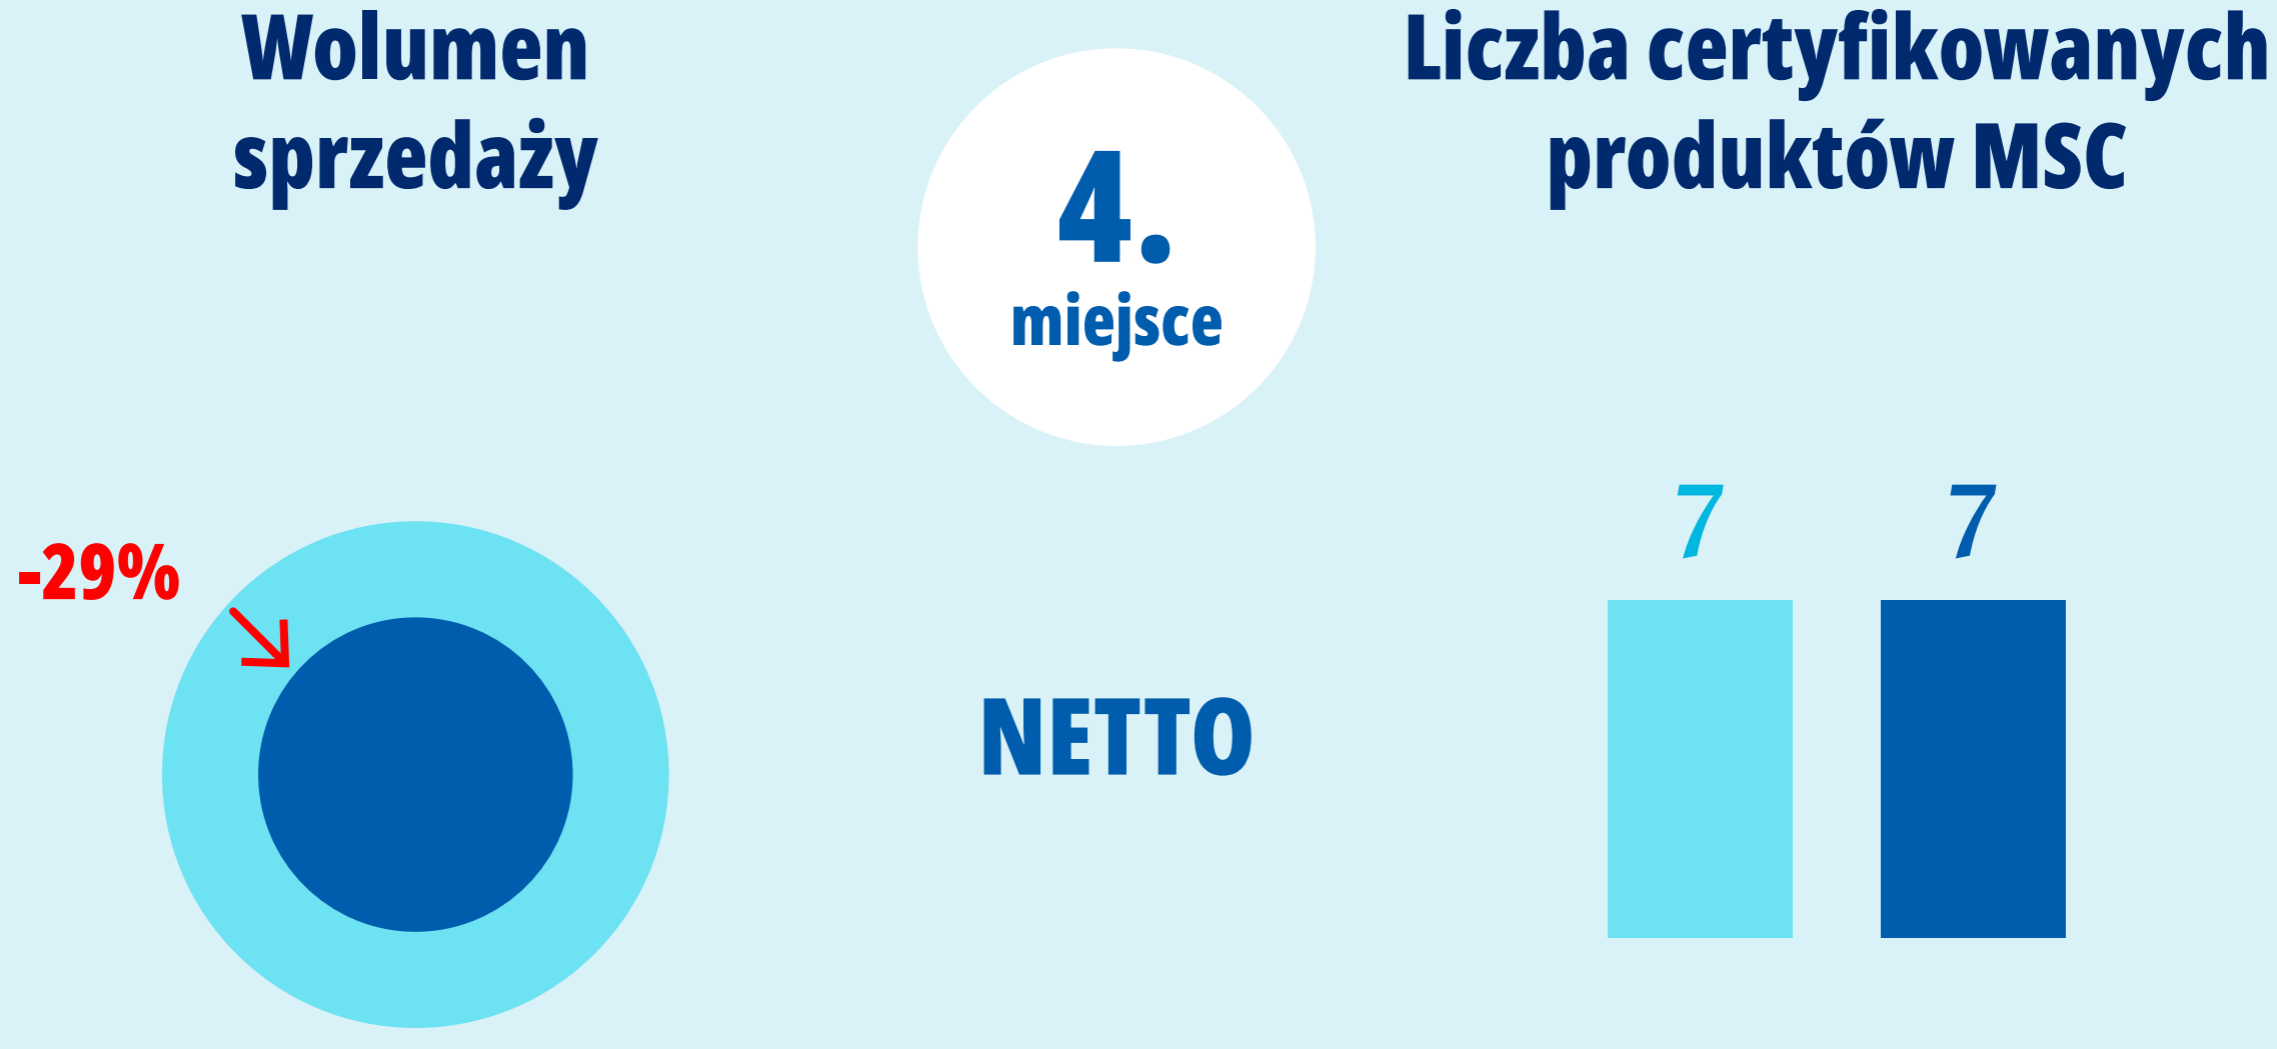 Wolumen
sprzedaży
4.
miejsce
Liczba certyfikowanych
produktów MSC
-29%
NETTO
7 7